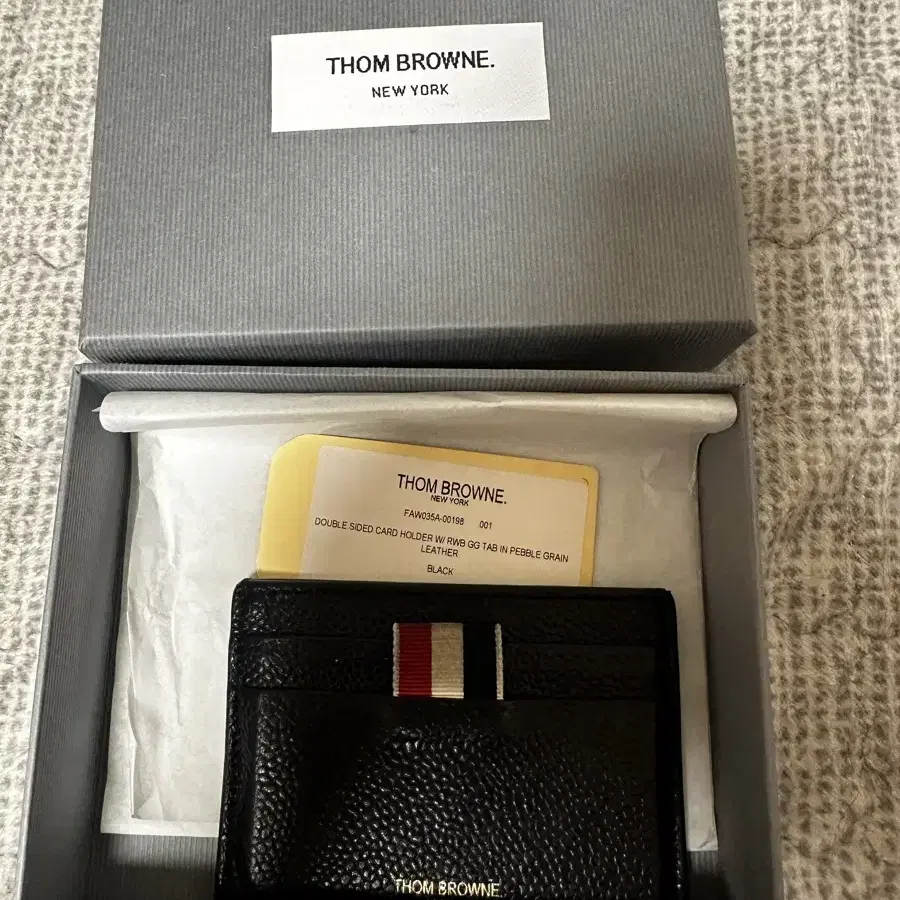 THOM BROWNE.
NEW YORK
THOM BROWNE.
NEW YORK
FAW035A-00198 001
DOUBLE SIDED CARD HOLDER W/ RWB GG TAB IN PEBBLE GRAIN
LEATHER
BLACK
THOM BROWNE.